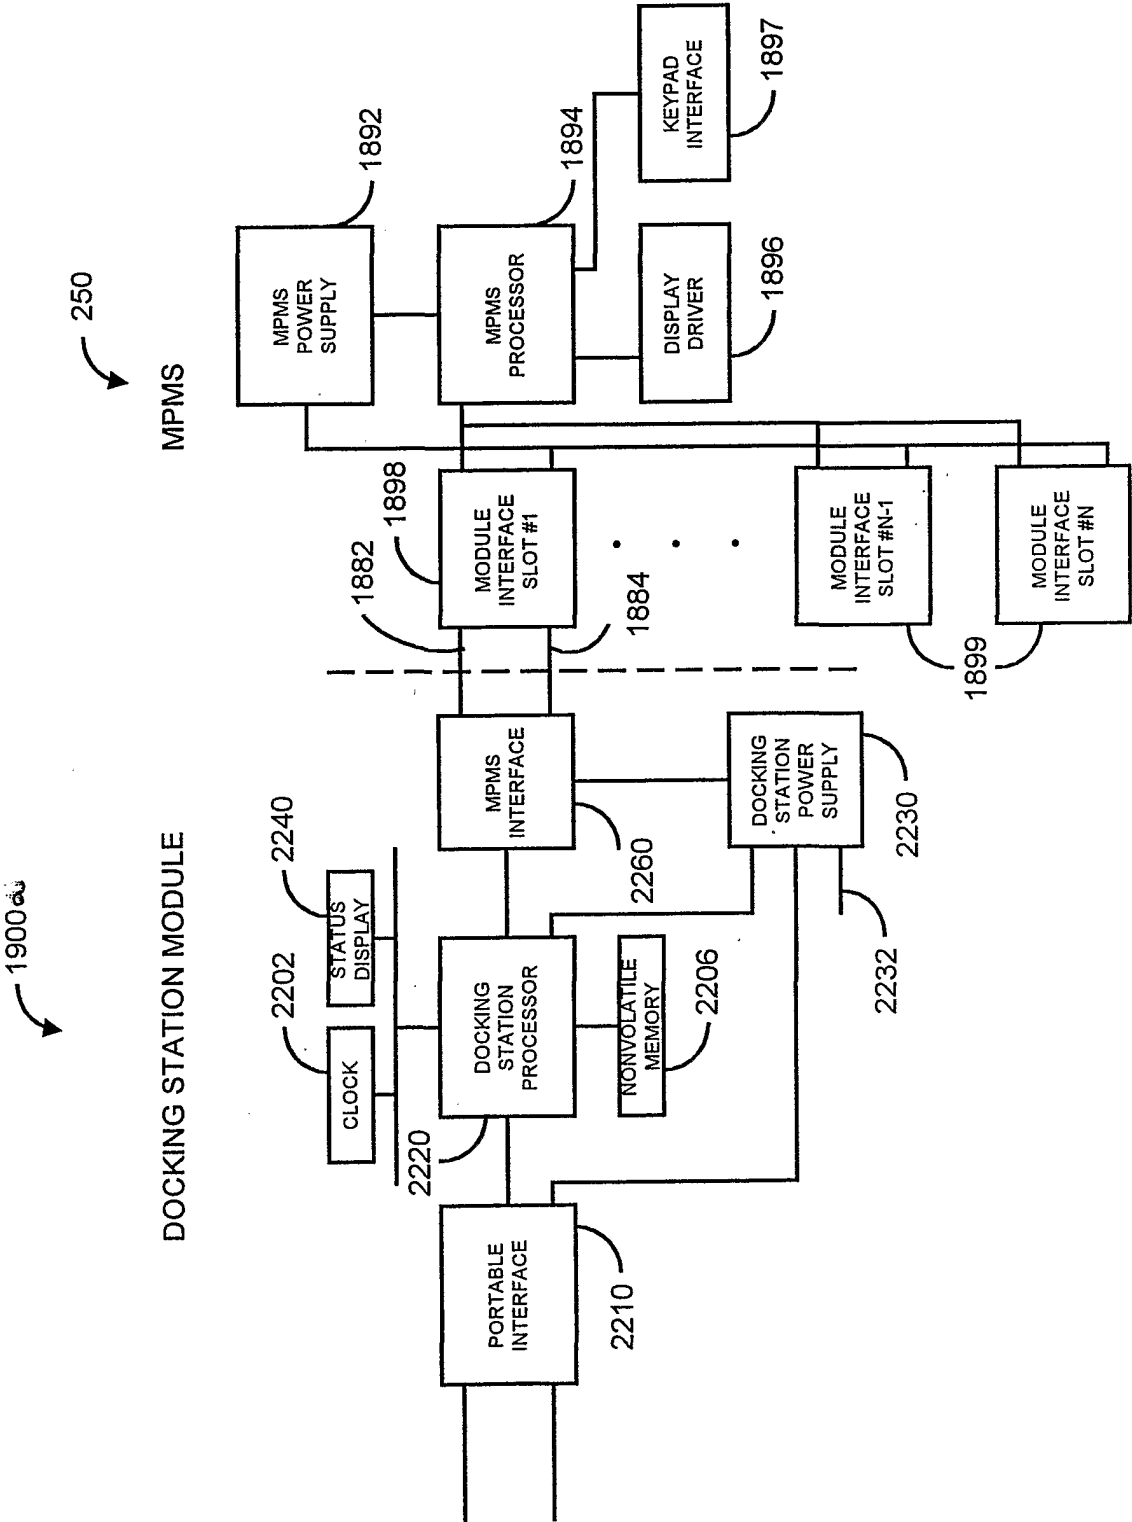 1900a
250
DOCKING STATION MODULE
MPMS
2202
2240
1892
CLOCK
STATUS
DISPLAY
1882
1898
MPMS
POWER
SUPPLY
2220
PORTABLE
INTERFACE
2210
DOCKING
STATION
PROCESSOR
MPMS
INTERFACE
2260
MODULE
INTERFACE
SLOT #1
1884
MPMS
PROCESSOR
1894
NONVOLATILE
MEMORY
2206
DISPLAY
DRIVER
1896
KEYPAD
INTERFACE
1897
DOCKING
STATION
POWER
SUPPLY
2230
2232
MODULE
INTERFACE
SLOT #N-1
1899
MODULE
INTERFACE
SLOT #N